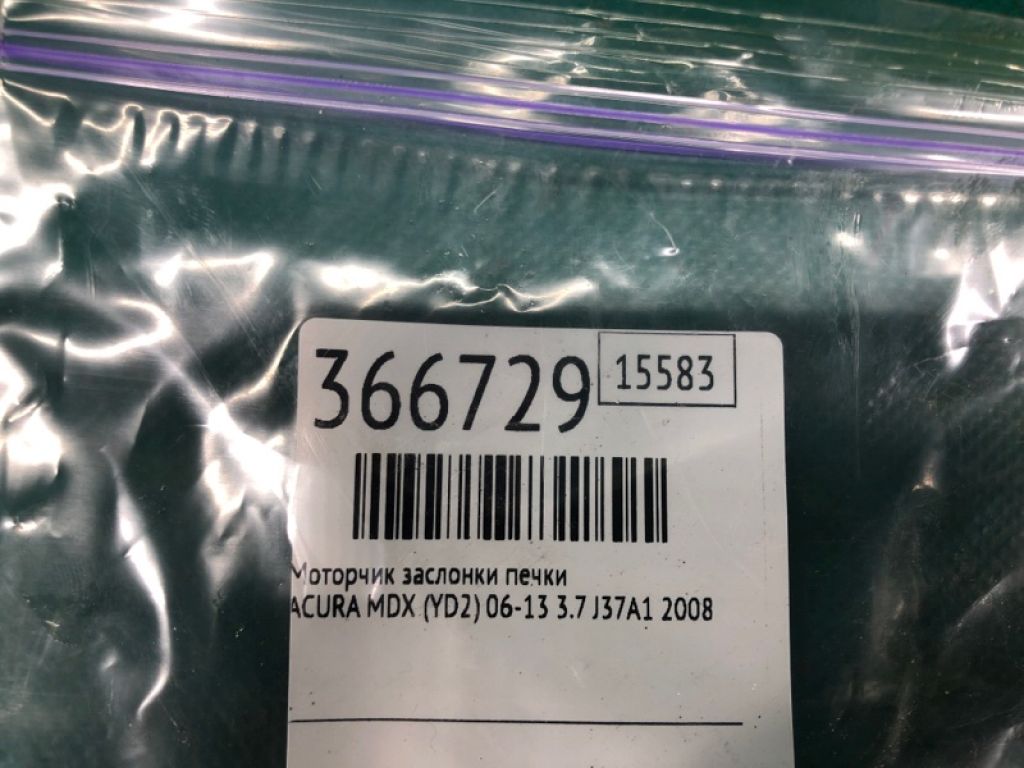 366729 15583
Моторчик заслонки печки
ACURA MDX (YD2) 06-13 3.7 J37A1 2008